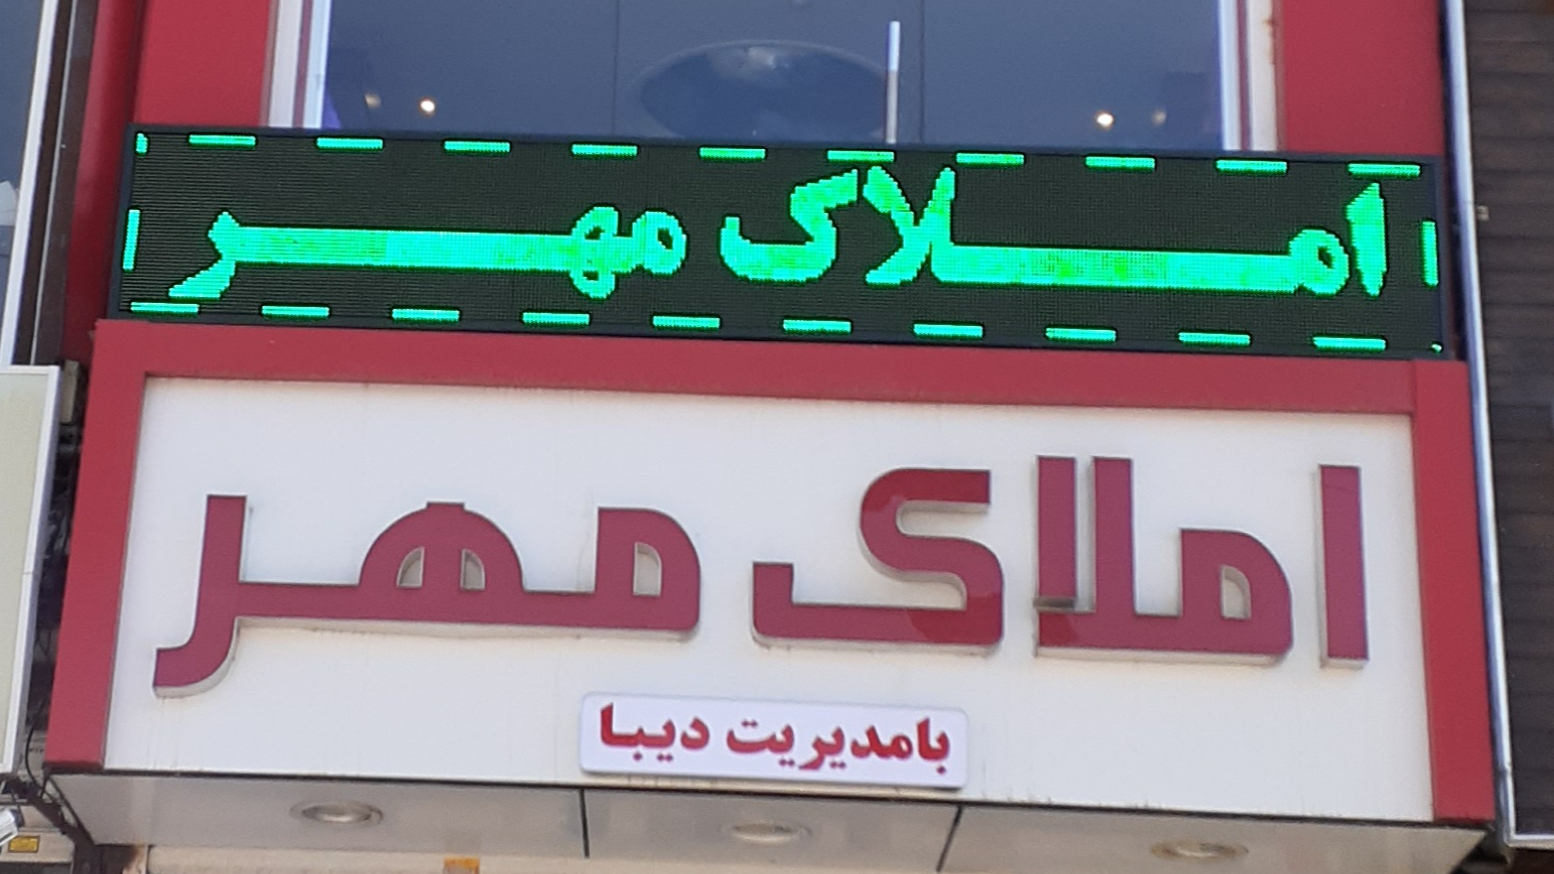 املاک مهر
املاک مهر
بامدیریت دیبا